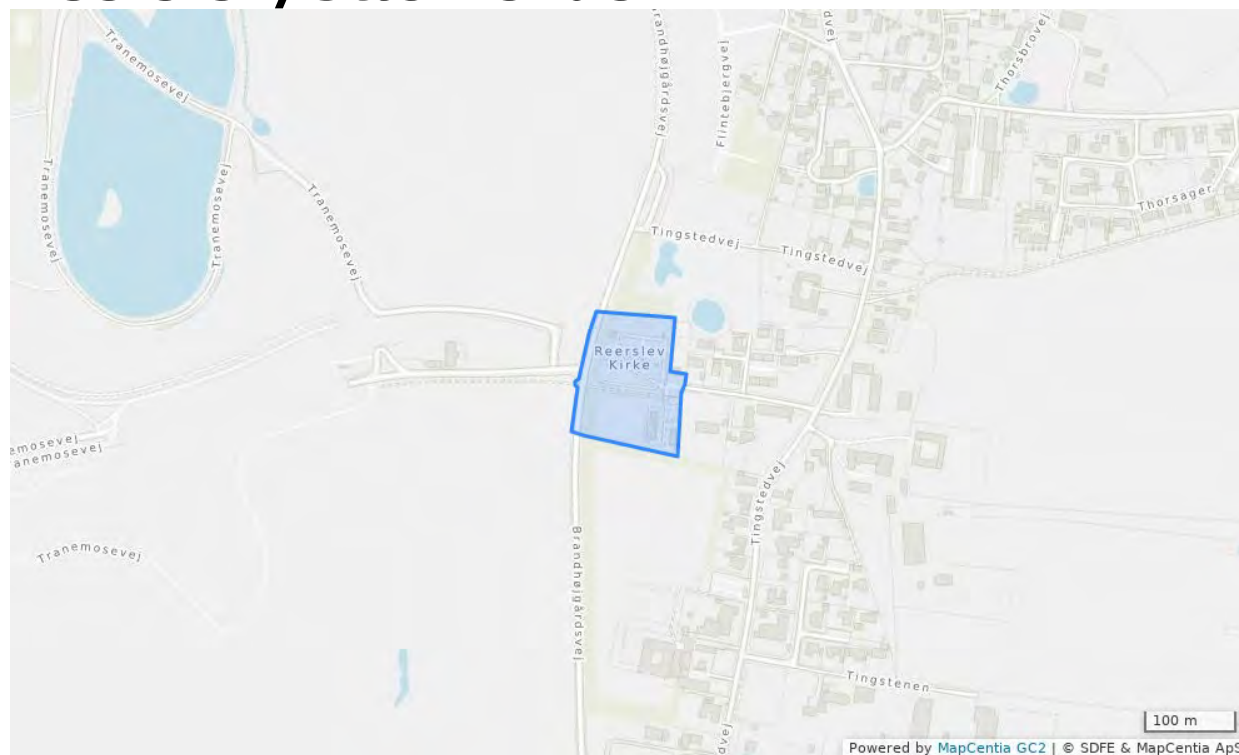 Tranemosevej
Brandhøjgårdsvej
Flintebjergvej
Thorsbrovej
Tranemosevej
Tranemosevej
Tranemosevej
Thorsager
Tingstedvej
Tingstedvej
Reerslev
Kirke
emosevej
anemosevej
Tingstedvej
Tranemosevej
Brandhøjgårdsvej
Tingstenen
100 m
Powered by MapCentia GC2 | © SDFE & MapCentia ApS